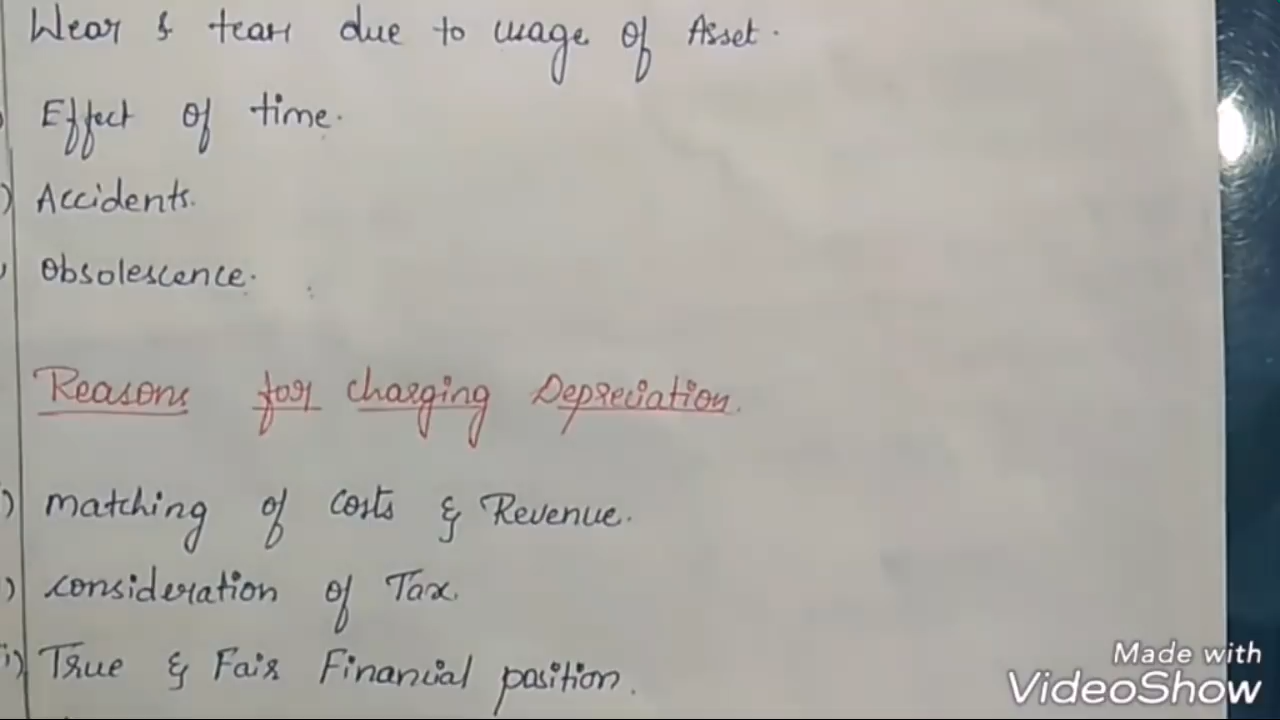 Wear & tear due to usage of Asset.
Effect of time.
) Accidents.
) Obsolescence.
Reasons for charging Depreciation.
) matching of costs & Revenue.
) consideration of Tax.
i) True & Fair Financial position.
Made with
VideoShow